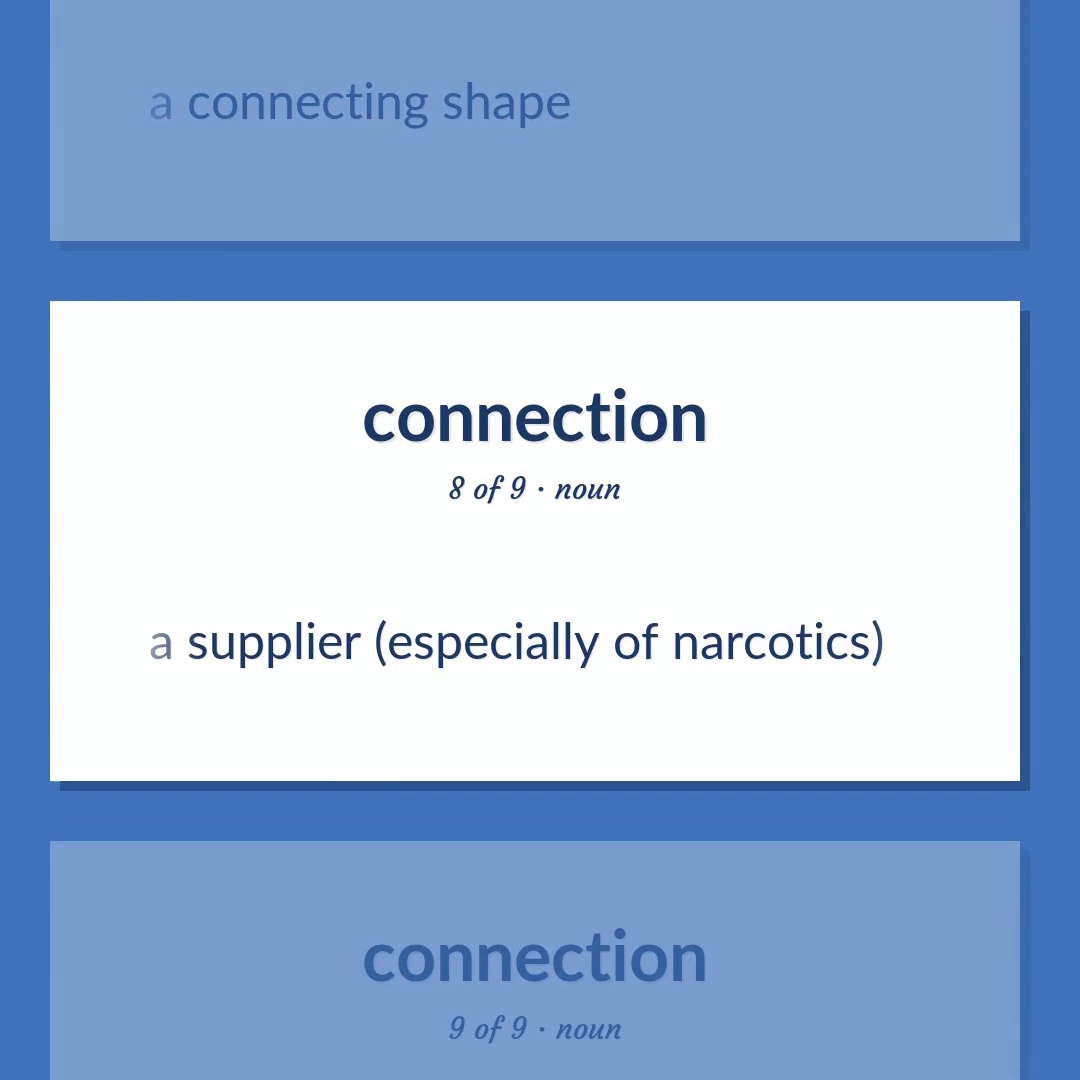 a connecting shape
connection
8 of 9 · noun
a supplier (especially of narcotics)
connection
9 of 9 · noun